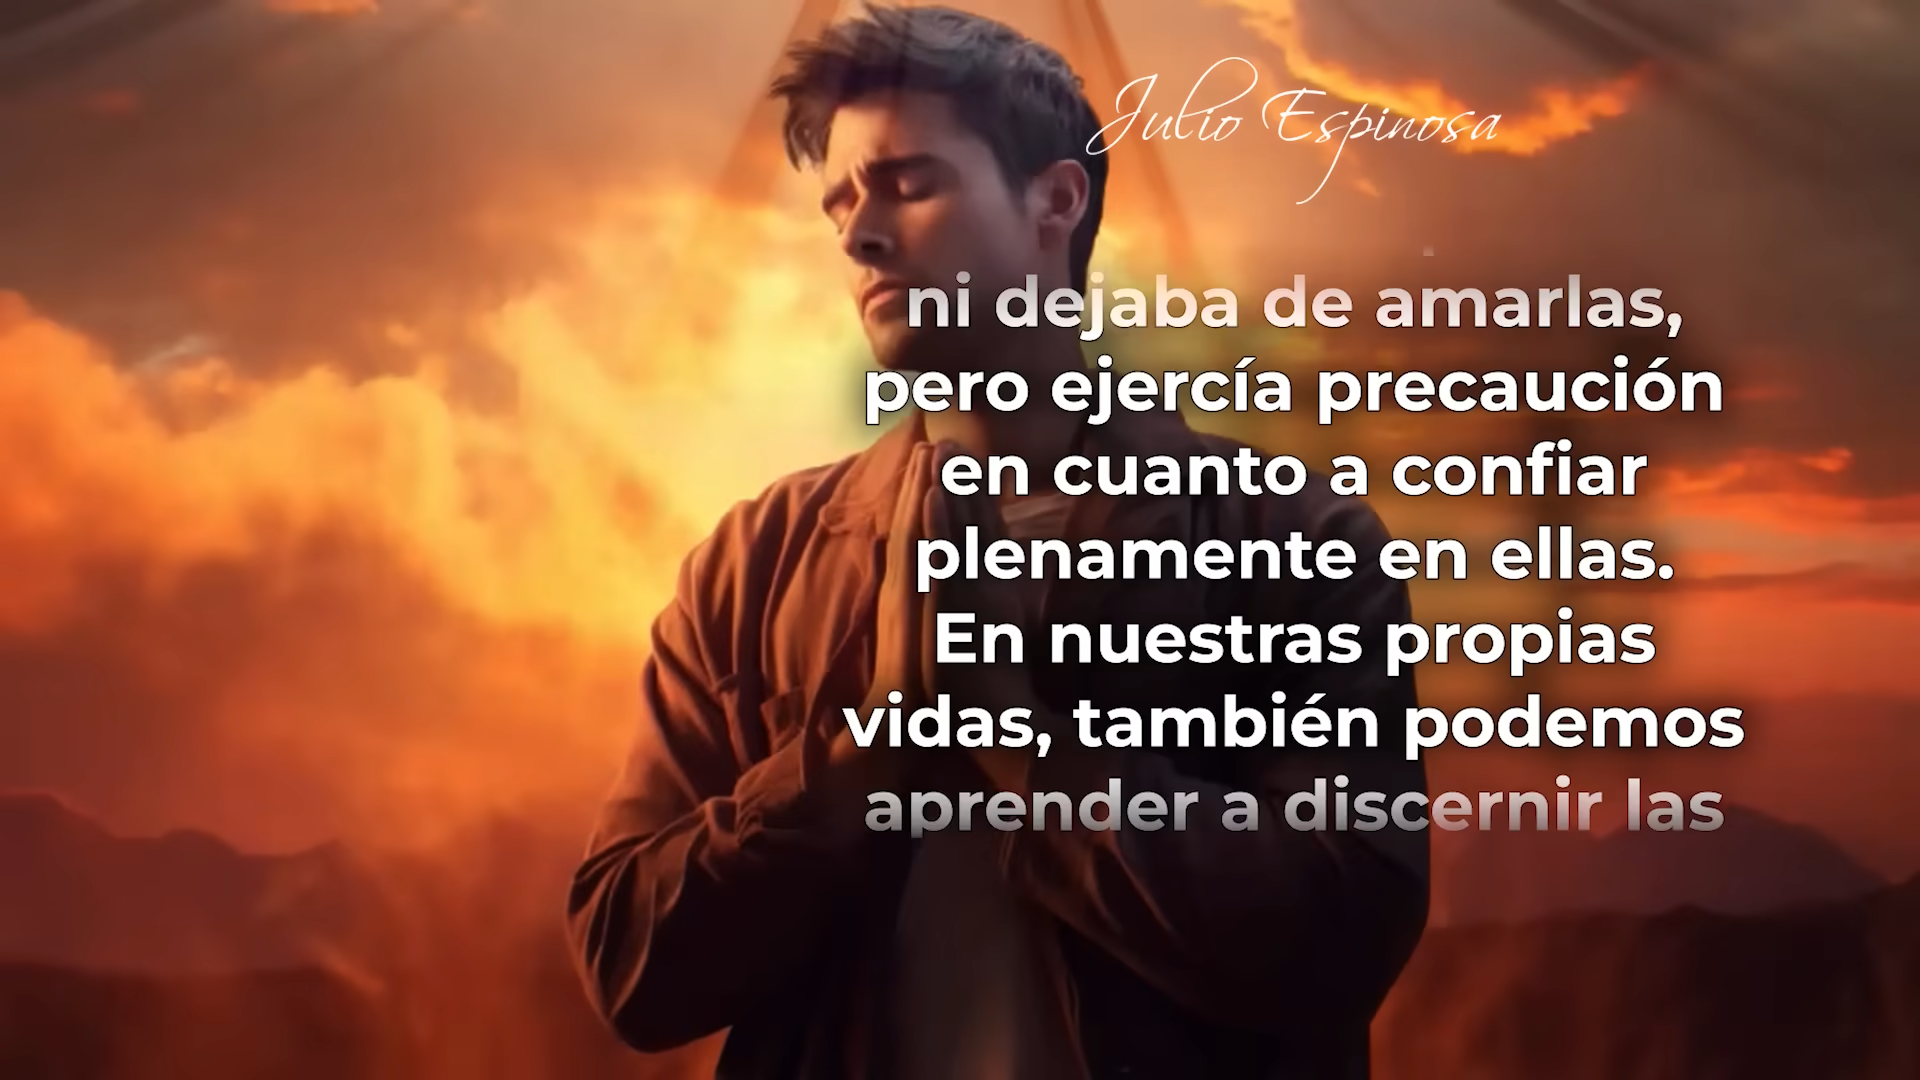 Julio Espinosa
ni dejaba de amarlas,
pero ejercía precaución
en cuanto a confiar
plenamente en ellas.
En nuestras propias
vidas, también podemos
aprender a discernir las